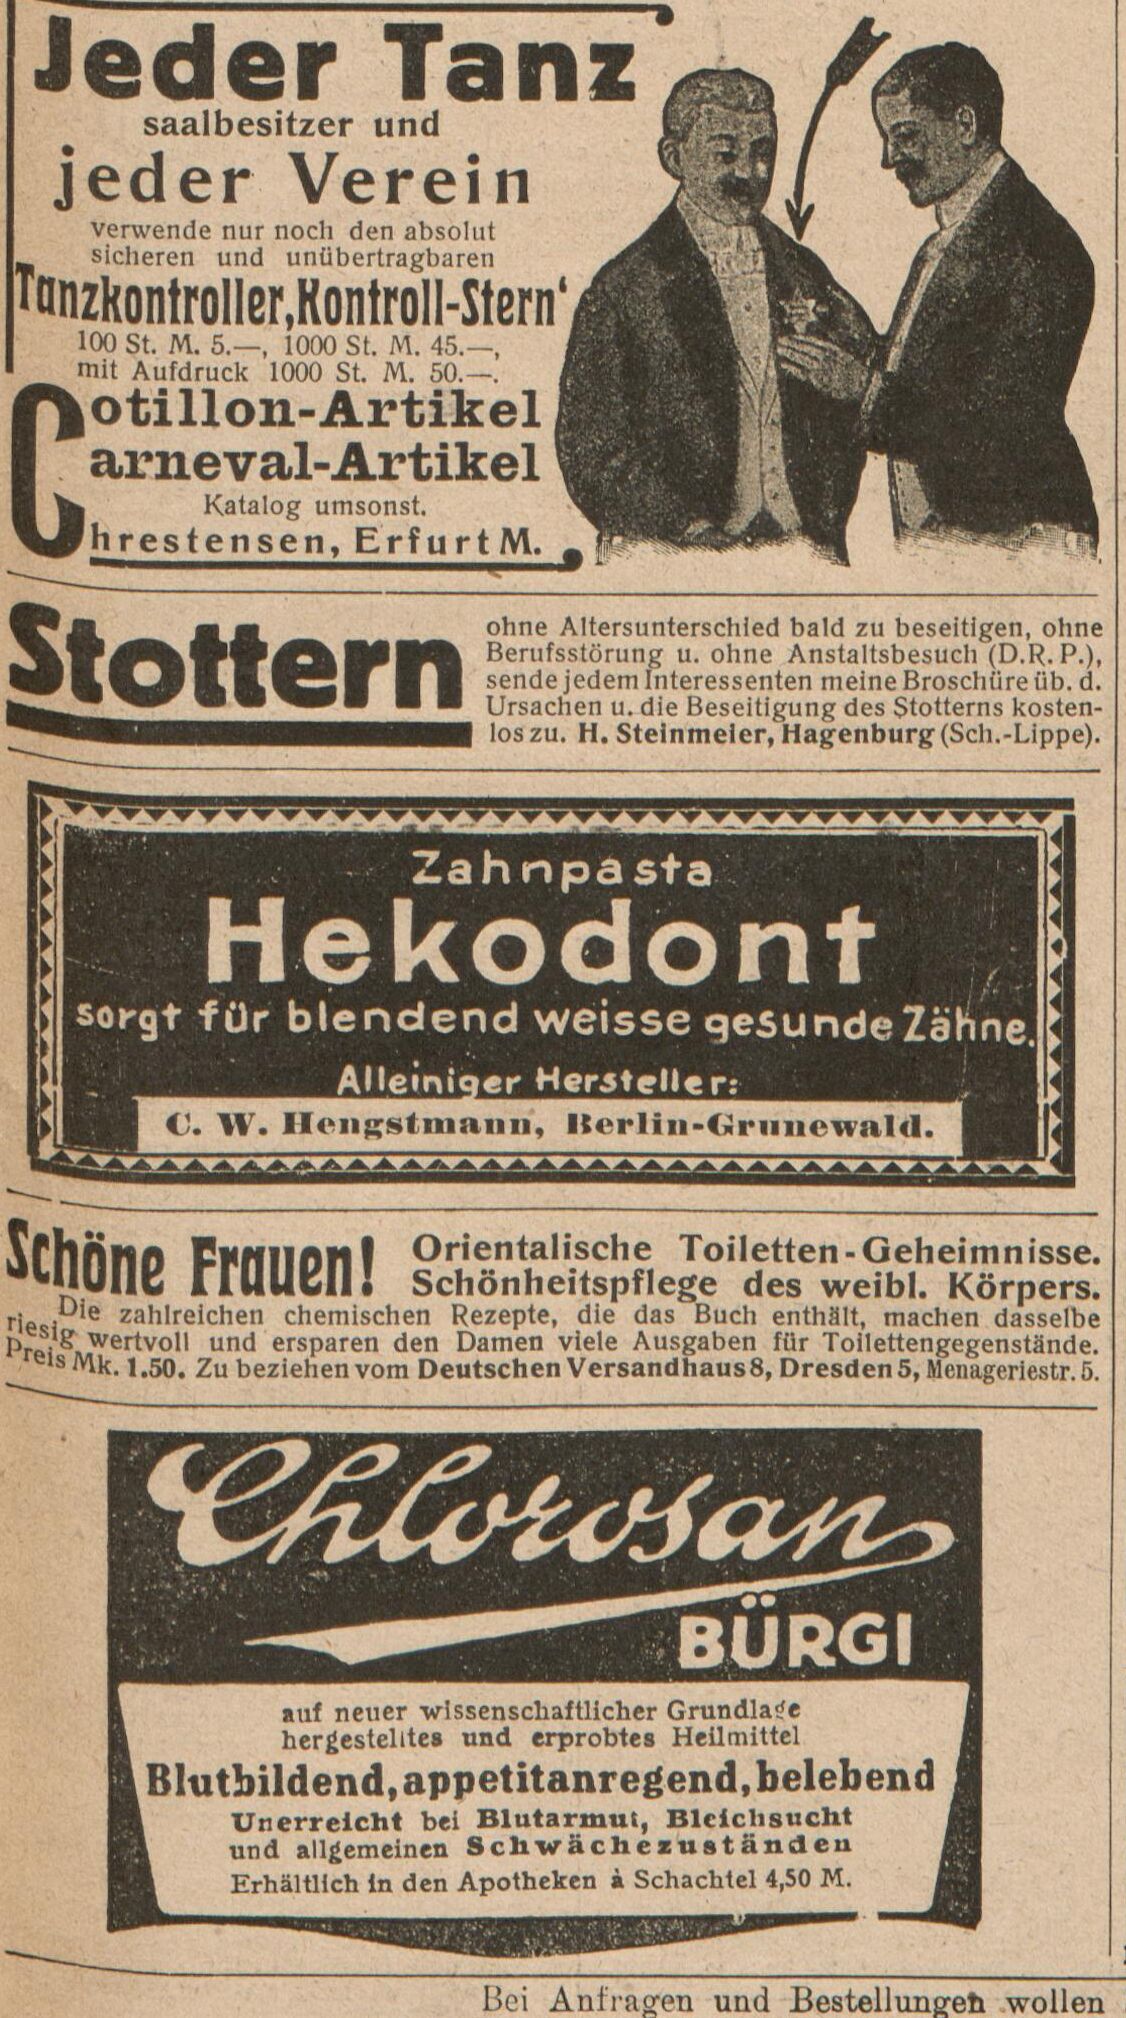 Jeder Tanz
saalbesitzer und
jeder Verein
verwende nur noch den absolut
sicheren und unübertragbaren
Tanzkontroller „Kontroll-Stern‘
100 St. M. 5.—, 1000 St. M. 45.—,
mit Aufdruck 1000 St. M. 50.—.
Cotillon-Artikel
Carneval-Artikel
Katalog umsonst.
Chrestensen, Erfurt M.
Stottern
ohne Altersunterschied bald zu beseitigen, ohne
Berufsstörung u. ohne Anstaltsbesuch (D.R.P.),
sende jedem Interessenten meine Broschüre üb. d.
Ursachen u. die Beseitigung des Stotterns kosten-
los zu. H. Steinmeier, Hagenburg (Sch.-Lippe).
Zahnpasta
Hekodont
sorgt für blendend weisse gesunde Zähne.
Alleiniger Hersteller:
C. W. Hengstmann, Berlin-Grunewald.
Schöne Frauen! Orientalische Toiletten-Geheimnisse.
Schönheitspflege des weibl. Körpers.
Die zahlreichen chemischen Rezepte, die das Buch enthält, machen dasselbe
riesig wertvoll und ersparen den Damen viele Ausgaben für Toilettengegenstände.
Preis Mk. 1.50. Zu beziehen vom Deutschen Versandhaus 8, Dresden 5, Menageriestr. 5.
Chlorosan
BÜRGI
auf neuer wissenschaftlicher Grundlage
hergestelltes und erprobtes Heilmittel
Blutbildend, appetitanregend, belebend
Unerreicht bei Blutarmut, Bleichsucht
und allgemeinen Schwächezuständen
Erhältlich in den Apotheken à Schachtel 4,50 M.
Bei Anfragen und Bestellungen wollen